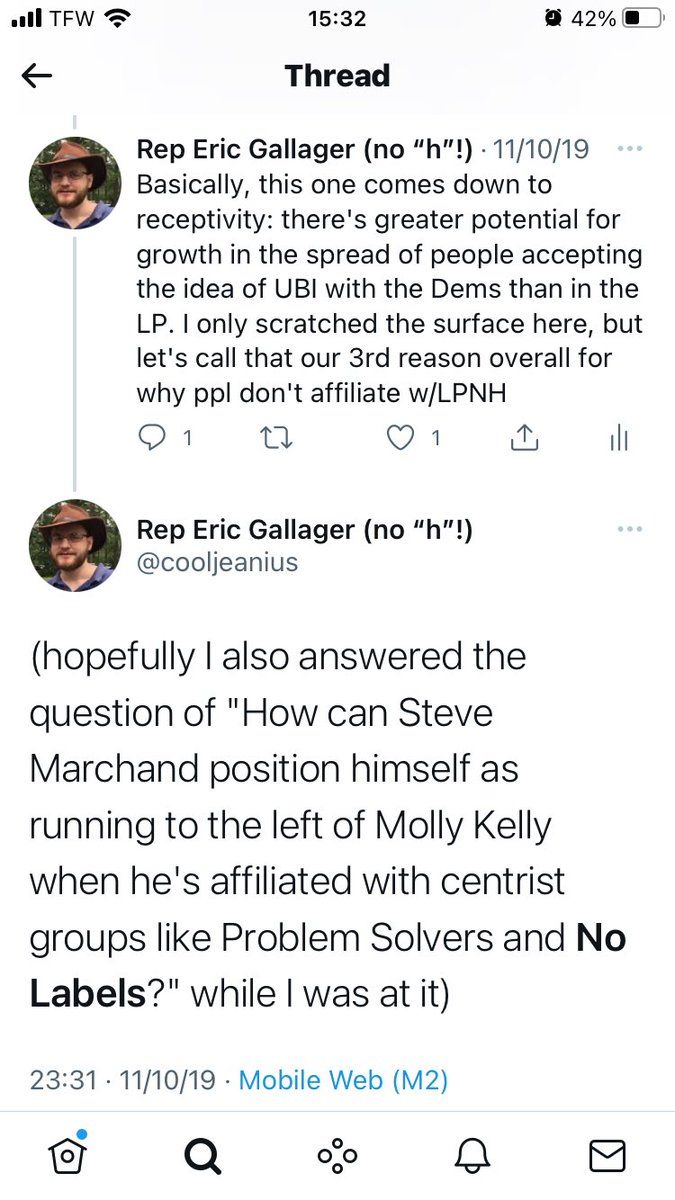 TFW 15:32 42%
Thread
Rep Eric Gallager (no “h”!) · 11/10/19
Basically, this one comes down to
receptivity: there's greater potential for
growth in the spread of people accepting
the idea of UBI with the Dems than in the
LP. I only scratched the surface here, but
let's call that our 3rd reason overall for
why ppl don't affiliate w/LPNH
1 1
Rep Eric Gallager (no “h”!)
@cooljeanius
(hopefully I also answered the
question of "How can Steve
Marchand position himself as
running to the left of Molly Kelly
when he's affiliated with centrist
groups like Problem Solvers and No
Labels?" while I was at it)
23:31 · 11/10/19 · Mobile Web (M2)